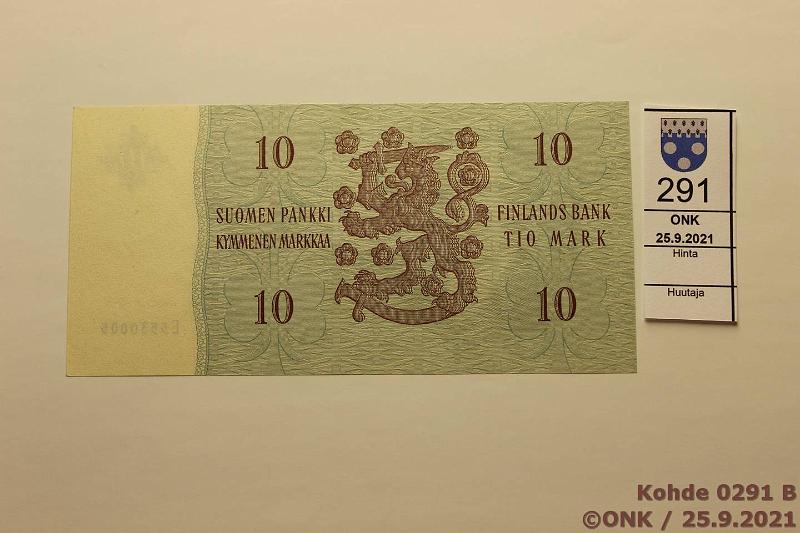 10
10
SUOMEN PANKKI
KYMMENEN MARKKAA
FINLANDS BANK
TIO MARK
10
10
291
ONK
25.9.2021
Hinta
Huutaja
Kohde 0291 B
©ONK / 25.9.2021